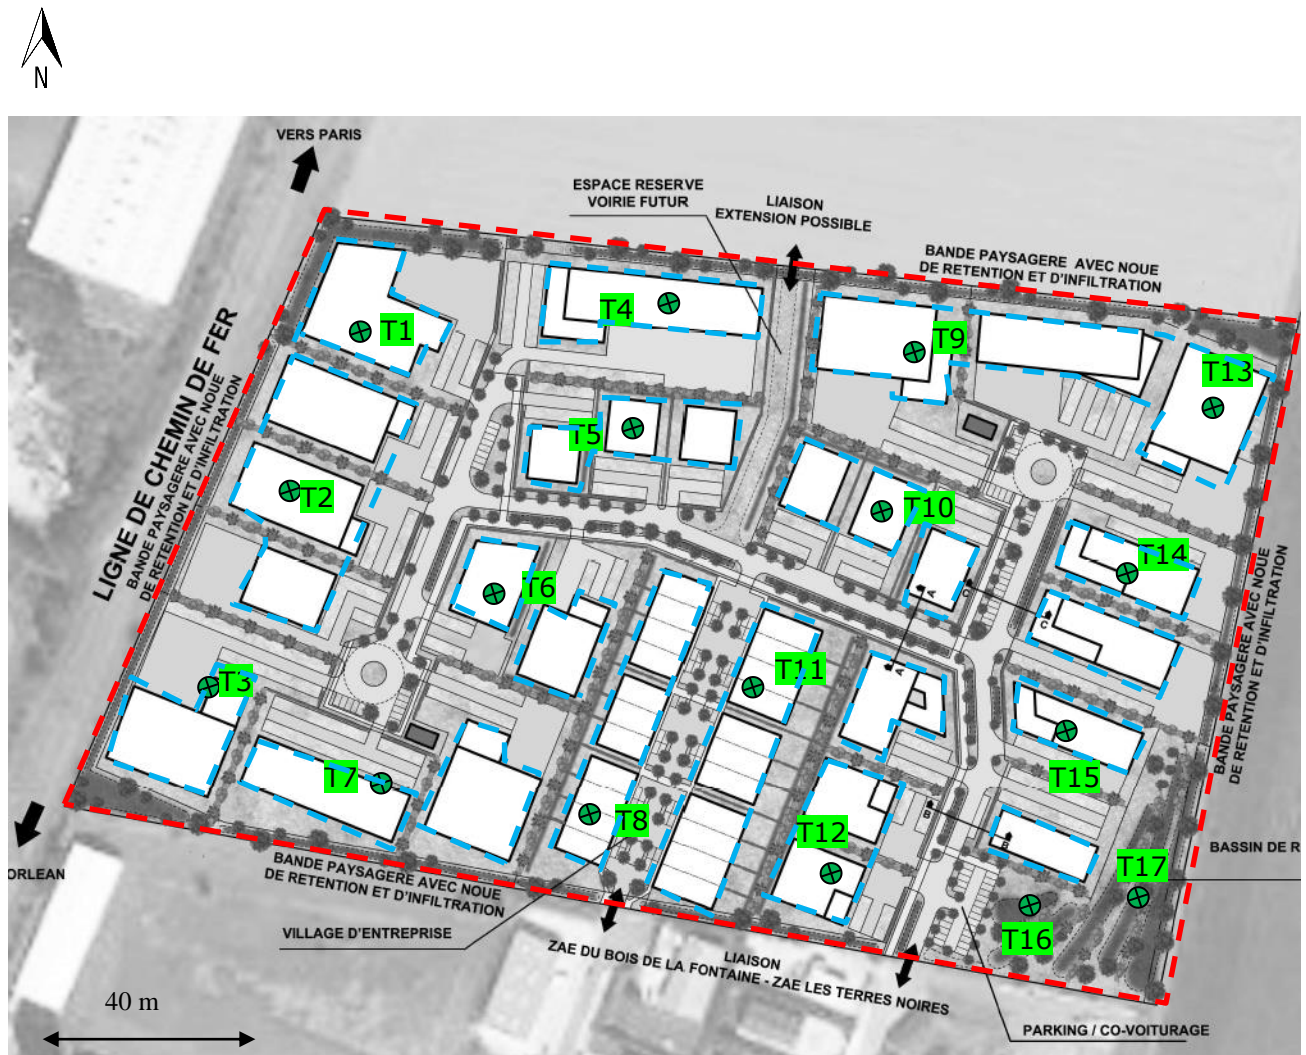 N
VERS PARIS
ESPACE RESERVE
VOIRIE FUTUR
LIAISON
EXTENSION POSSIBLE
BANDE PAYSAGERE AVEC NOUE
DE RETENTION ET D'INFILTRATION
LIGNE DE CHEMIN DE FER
BANDE PAYSAGERE AVEC NOUE
DE RETENTION ET D'INFILTRATION
T1
T4
T9
T13
T5
T2
T10
T14
T6
A
C
C
A
T3
T11
BANDE PAYSAGERE AVEC NOUE
DE RETENTION ET D'INFILTRATION
T7
T15
T8
T12
B
B
BASSIN DE R
T17
ORLEAN
BANDE PAYSAGERE AVEC NOUE
DE RETENTION ET D'INFILTRATION
T16
VILLAGE D'ENTREPRISE
LIAISON
ZAE DU BOIS DE LA FONTAINE - ZAE LES TERRES NOIRES
40 m
PARKING / CO-VOITURAGE